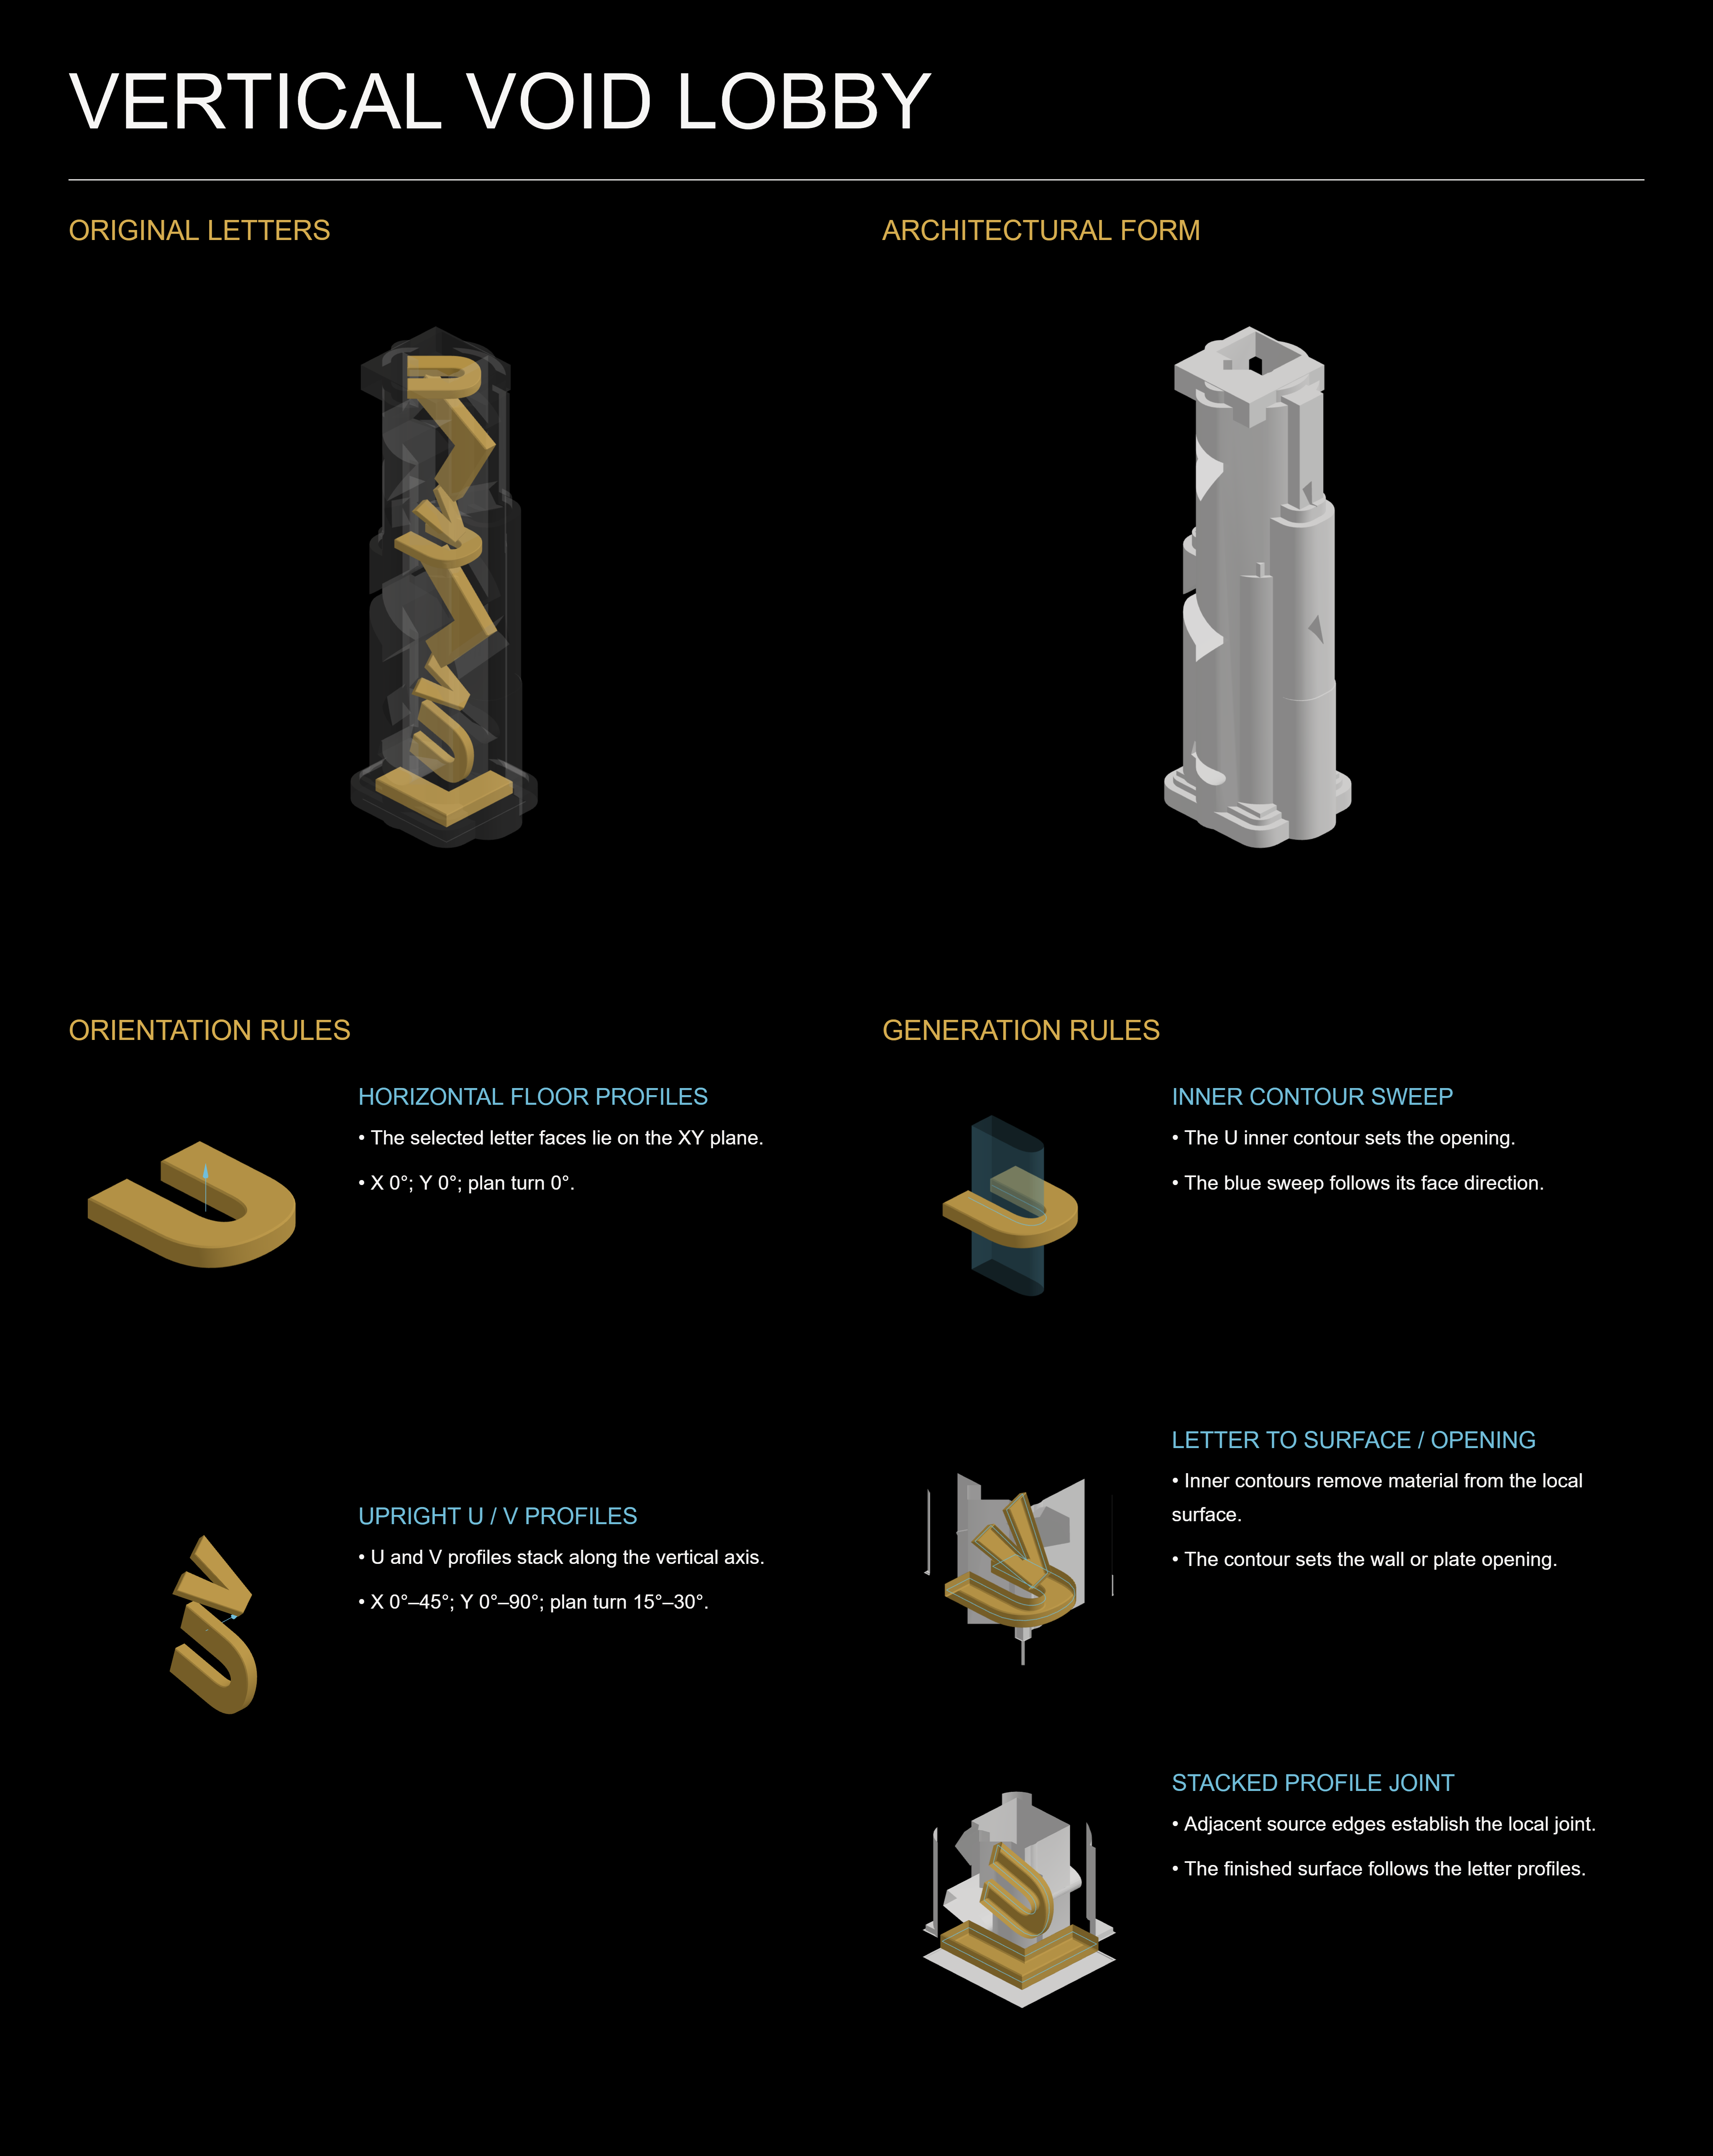 VERTICAL VOID LOBBY
ORIGINAL LETTERS
ARCHITECTURAL FORM
ORIENTATION RULES
HORIZONTAL FLOOR PROFILES
• The selected letter faces lie on the XY plane.
• X 0°; Y 0°; plan turn 0°.
UPRIGHT U / V PROFILES
• U and V profiles stack along the vertical axis.
• X 0°–45°; Y 0°–90°; plan turn 15°–30°.
GENERATION RULES
INNER CONTOUR SWEEP
• The U inner contour sets the opening.
• The blue sweep follows its face direction.
LETTER TO SURFACE / OPENING
• Inner contours remove material from the local
surface.
• The contour sets the wall or plate opening.
STACKED PROFILE JOINT
• Adjacent source edges establish the local joint.
• The finished surface follows the letter profiles.